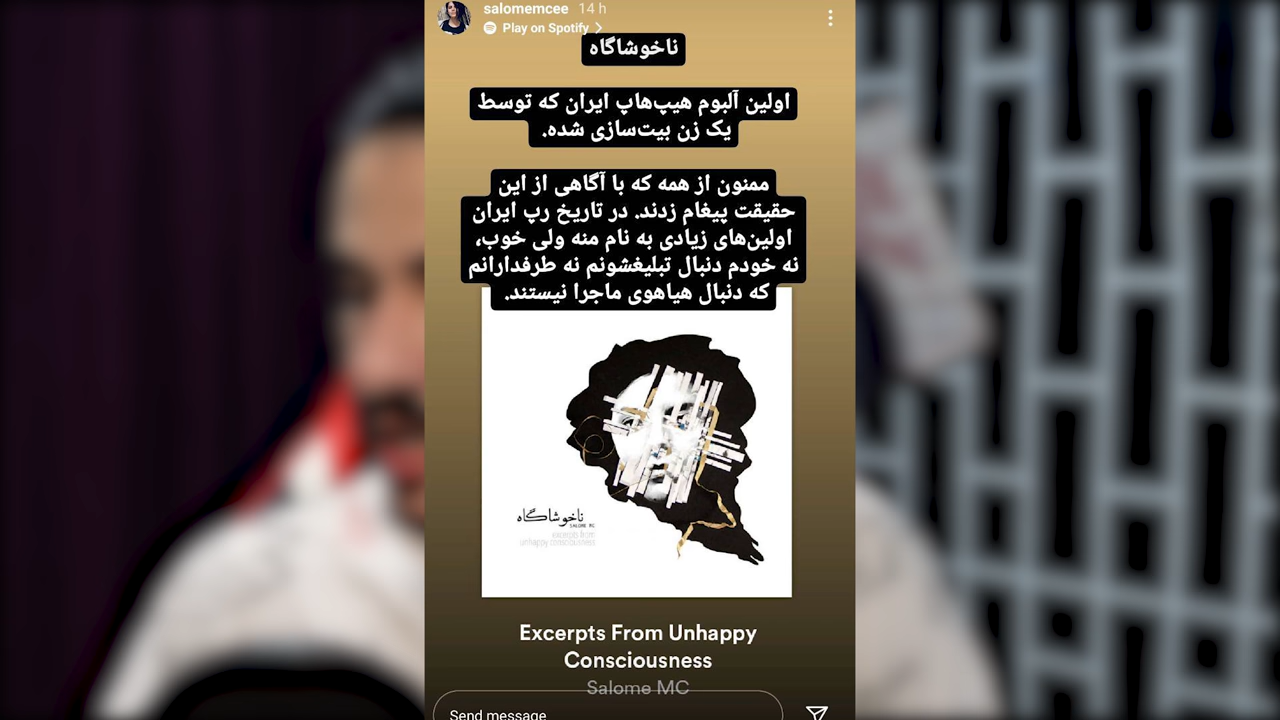 salomemcee 14 h
Play on Spotify
ناخوشاگاه
اولین آلبوم هیپ‌هاپ ایران که توسط
یک زن بیت‌سازی شده.
ممنون از همه که با آگاهی از این
حقیقت پیغام زدند. در تاریخ رپ ایران
اولین‌های زیادی به نام منه ولی خوب،
نه خودم دنبال تبلیغشونم نه طرفدارانم
که دنبال هیاهوی ماجرا نیستند.
ناخوشاگاه
SALOME MC
excerpts from
unhappy consciousness
Excerpts From Unhappy
Consciousness
Salome MC
Send message